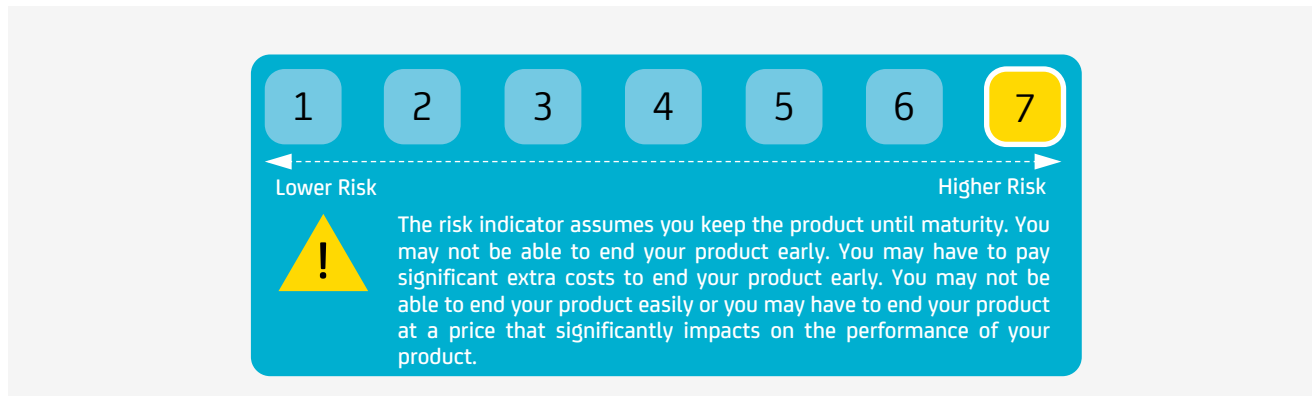 1 2 3 4 5 6 7
Lower Risk Higher Risk
!
The risk indicator assumes you keep the product until maturity. You
may not be able to end your product early. You may have to pay
significant extra costs to end your product early. You may not be
able to end your product easily or you may have to end your product
at a price that significantly impacts on the performance of your
product.